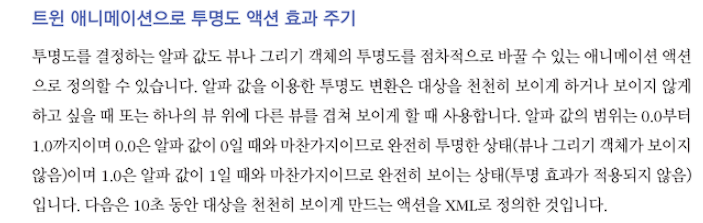 트윈 애니메이션으로 투명도 액션 효과 주기
투명도를 결정하는 알파 값도 뷰나 그리기 객체의 투명도를 점차적으로 바꿀 수 있는 애니메이션 액션
으로 정의할 수 있습니다. 알파 값을 이용한 투명도 변환은 대상을 천천히 보이게 하거나 보이지 않게
하고 싶을 때 또는 하나의 뷰 위에 다른 뷰를 겹쳐 보이게 할 때 사용합니다. 알파 값의 범위는 0.0부터
1.0까지이며 0.0은 알파 값이 0일 때와 마찬가지이므로 완전히 투명한 상태(뷰나 그리기 객체가 보이지
않음)이며 1.0은 알파 값이 1일 때와 마찬가지이므로 완전히 보이는 상태(투명 효과가 적용되지 않음)
입니다. 다음은 10초 동안 대상을 천천히 보이게 만드는 액션을 XML로 정의한 것입니다.